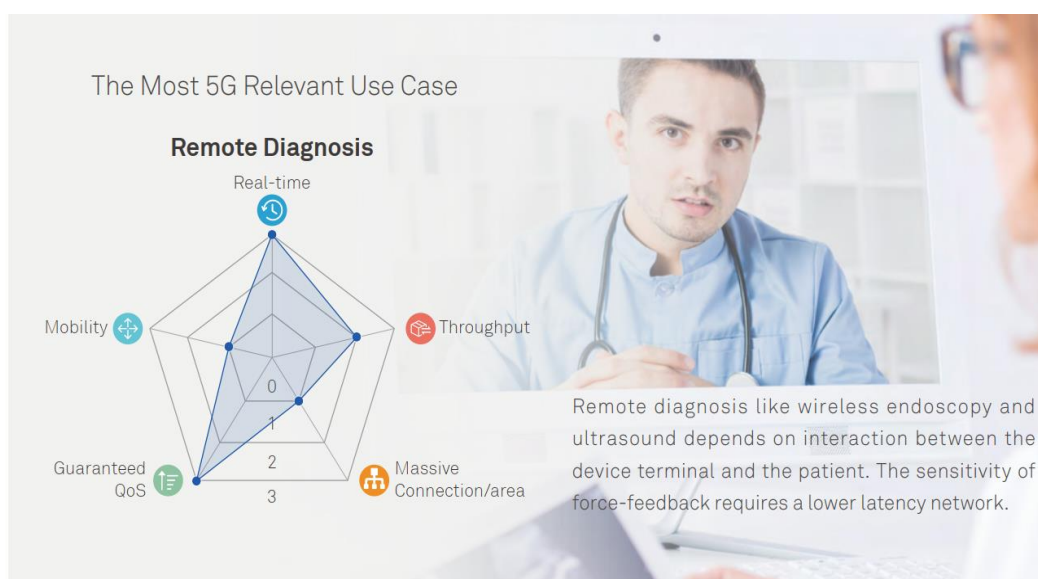 The Most 5G Relevant Use Case
Remote Diagnosis
Real-time
Mobility
Throughput
0
1
2
3
Guaranteed
QoS
Massive
Connection/area
Remote diagnosis like wireless endoscopy and
ultrasound depends on interaction between the
device terminal and the patient. The sensitivity of
force-feedback requires a lower latency network.